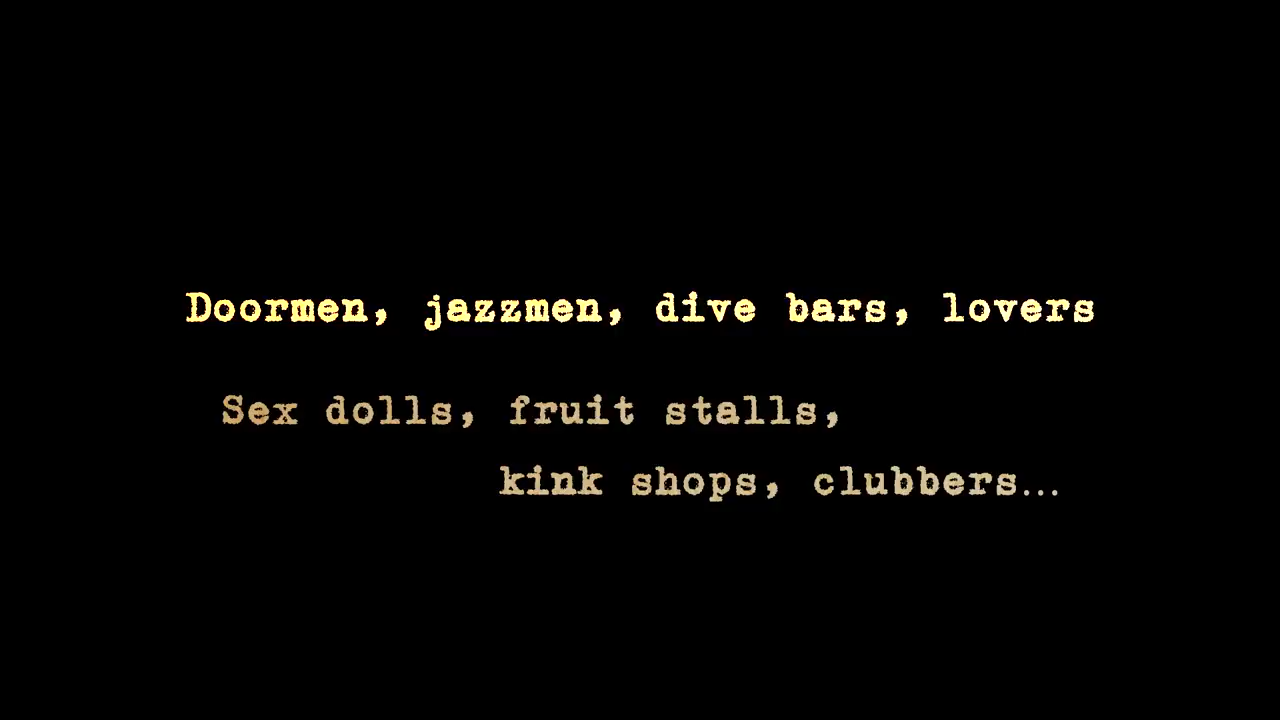 Doormen, jazzmen, dive bars, lovers
Sex dolls, fruit stalls,
kink shops, clubbers...